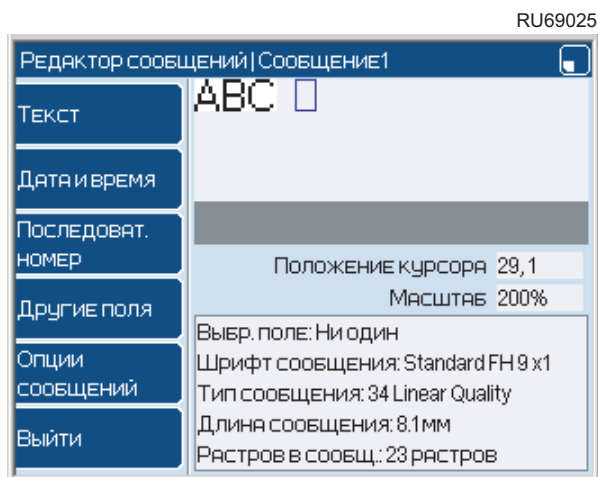 RU69025
Редактор сообщений|Сообщение1
Текст
ABC
Дата и время
Последоват.
номер
Положение курсора 29,1
Масштаб 200%
Другие поля
Выбр. поле: Ни один
Опции
сообщений
Шрифт сообщения: Standard FH 9 x1
Тип сообщения: 34 Linear Quality
Длина сообщения: 8.1мм
Растров в сообщ.: 23 растров
Выйти